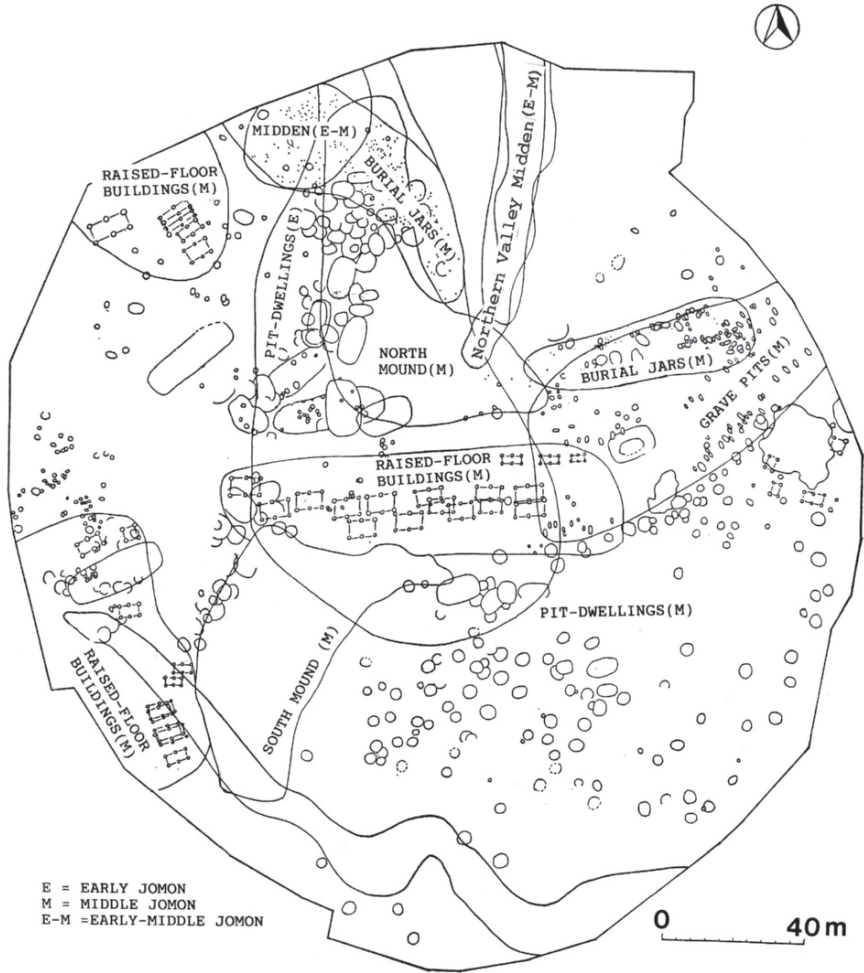 MIDDEN(E-M)
RAISED-FLOOR
BUILDINGS(M)
BURIAL JARS(M)
Northern Valley Midden(E-M)
PIT-DWELLINGS(E)
NORTH
MOUND(M)
BURIAL JARS(M)
GRAVE PITS(M)
RAISED-FLOOR
BUILDINGS(M)
PIT-DWELLINGS(M)
SOUTH MOUND (M)
RAISED-FLOOR
BUILDINGS(M)
E = EARLY JOMON
M = MIDDLE JOMON
E-M =EARLY-MIDDLE JOMON
0 40m